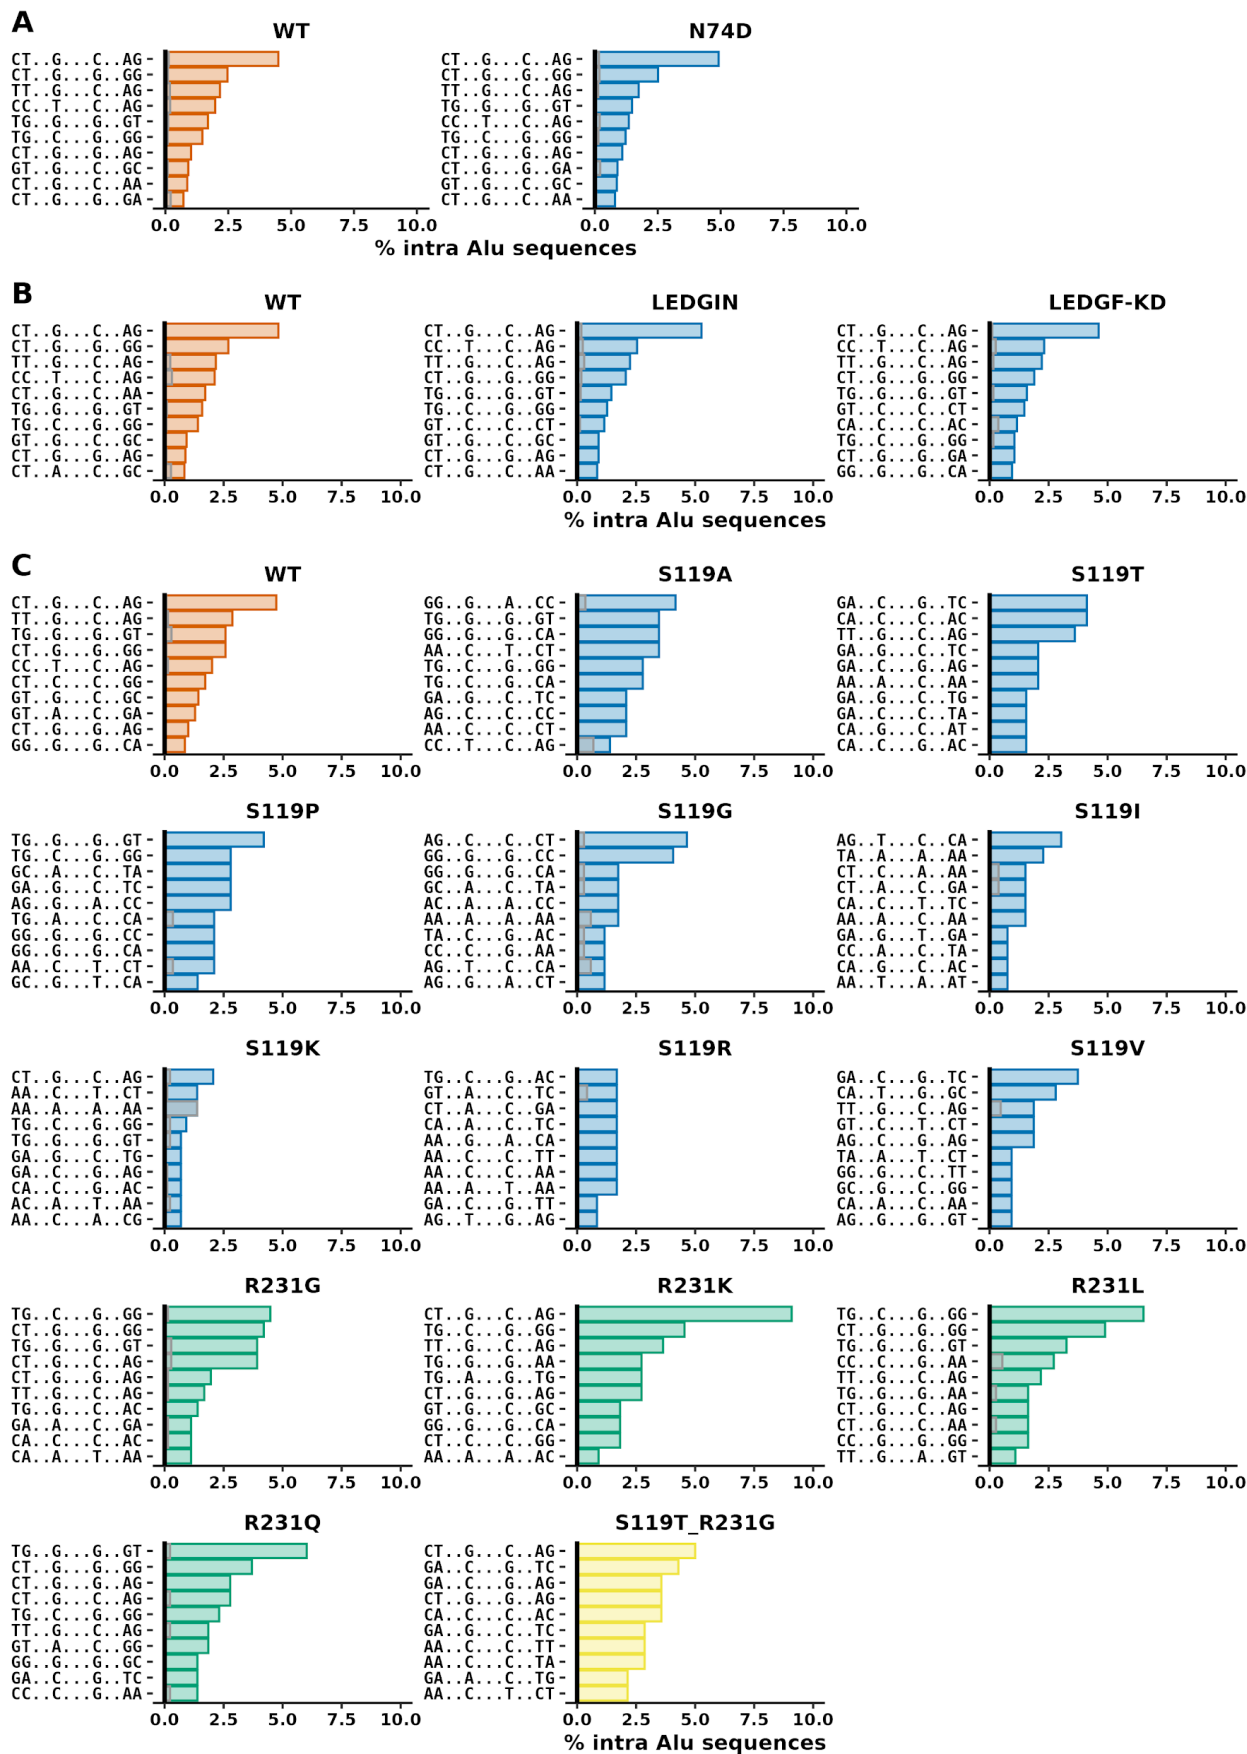 A
WT
N74D
CT..G...C..AG
CT..G...G..GG
TT..G...C..AG
CC..T...C..AG
TG..G...G..GT
TG..C...G..GG
CT..G...G..AG
GT..G...C..GC
CT..G...C..AA
CT..G...G..GA
0.0 2.5 5.0 7.5 10.0
CT..G...C..AG
CT..G...G..GG
TT..G...C..AG
TG..G...G..GT
CC..T...C..AG
TG..C...G..GG
CT..G...G..AG
CT..G...G..GA
GT..G...C..GC
CT..G...C..AA
0.0 2.5 5.0 7.5 10.0
% intra Alu sequences
B
WT
LEDGIN
LEDGF-KD
CT..G...C..AG
CT..G...G..GG
TT..G...C..AG
CC..T...C..AG
CT..G...C..AA
TG..G...G..GT
TG..C...G..GG
GT..G...C..GC
CT..G...G..AG
CT..A...C..GC
0.0 2.5 5.0 7.5 10.0
CT..G...C..AG
CC..T...C..AG
TT..G...C..AG
CT..G...G..GG
TG..G...G..GT
TG..C...G..GG
GT..C...C..CT
GT..G...C..GC
CT..G...G..AG
CT..G...C..AA
0.0 2.5 5.0 7.5 10.0
CT..G...C..AG
CC..T...C..AG
TT..G...C..AG
CT..G...G..GG
TG..G...G..GT
GT..C...C..CT
CA..C...C..AC
TG..C...G..GG
CT..G...G..GA
GG..G...G..CA
0.0 2.5 5.0 7.5 10.0
% intra Alu sequences
C
WT
S119A
S119T
CT..G...C..AG
TT..G...C..AG
TG..G...G..GT
CT..G...G..GG
CC..T...C..AG
CT..C...C..GG
GT..G...C..GC
GT..A...C..GA
CT..G...G..AG
GG..G...G..CA
0.0 2.5 5.0 7.5 10.0
GG..G...A..CC
TG..G...G..GT
GG..G...G..CA
AA..C...T..CT
TG..C...G..GG
TG..C...G..CA
GA..G...C..TC
AG..C...C..CC
AA..C...C..CT
CC..T...C..AG
0.0 2.5 5.0 7.5 10.0
GA..C...G..TC
CA..C...C..AC
TT..G...C..AG
GA..G...C..TC
GA..C...G..AG
AA..A...C..AA
GA..G...C..TG
GA..C...C..TA
CA..G...C..AT
CA..C...G..AC
0.0 2.5 5.0 7.5 10.0
S119P
S119G
S119I
TG..G...G..GT
TG..C...G..GG
GC..A...C..TA
GA..G...C..TC
AG..G...A..CC
TG..A...C..CA
GG..G...G..CC
GG..G...G..CA
AA..C...T..CT
GC..G...T..CA
0.0 2.5 5.0 7.5 10.0
AG..C...C..CT
GG..G...G..CC
GG..G...G..CA
GC..A...C..TA
AC..A...A..CC
AA..A...A..AA
TA..C...G..AC
CC..C...G..AA
AG..T...C..CA
AG..G...A..CT
0.0 2.5 5.0 7.5 10.0
AG..T...C..CA
TA..A...A..AA
CT..C...A..AA
CT..A...C..GA
CA..C...T..TC
AA..A...C..AA
GA..G...T..GA
CC..A...C..TA
CA..G...C..AC
AA..T...A..AT
0.0 2.5 5.0 7.5 10.0
S119K
S119R
S119V
CT..G...C..AG
AA..C...T..CT
AA..A...A..AA
TG..C...G..GG
TG..G...G..GT
GA..G...C..TG
GA..C...G..AG
CA..C...G..AC
AC..A...T..AA
AA..C...A..CG
0.0 2.5 5.0 7.5 10.0
TG..C...G..AC
GT..A...C..TC
CT..A...C..GA
CA..A...C..TC
AA..G...A..CA
AA..C...C..TT
AA..C...C..AA
AA..A...T..AA
GA..C...G..TT
AG..T...G..AG
0.0 2.5 5.0 7.5 10.0
GA..C...G..TC
CA..T...G..GC
TT..G...C..AG
GT..C...T..CT
AG..C...G..AG
TA..A...T..CT
GG..G...C..TT
GC..G...C..GG
CA..A...C..AA
AG..G...G..GT
0.0 2.5 5.0 7.5 10.0
R231G
R231K
R231L
TG..C...G..GG
CT..G...G..GG
TG..G...G..GT
CT..G...C..AG
CT..G...G..AG
TT..G...C..AG
TG..G...C..AC
GA..A...C..GA
CA..C...C..AC
CA..A...T..AA
0.0 2.5 5.0 7.5 10.0
CT..G...C..AG
TG..C...G..GG
TT..G...C..AG
TG..G...G..AA
TG..A...G..TG
CT..G...G..AG
GT..G...C..GC
GG..G...G..CA
CT..C...C..GG
AA..A...A..AC
0.0 2.5 5.0 7.5 10.0
TG..C...G..GG
CT..G...G..GG
TG..G...G..GT
CC..C...G..AA
TT..G...C..AG
TG..G...G..AA
CT..G...C..AG
CT..G...C..AA
CC..G...G..GG
TT..G...A..GT
0.0 2.5 5.0 7.5 10.0
R231Q
S119T_R231G
TG..G...G..GT
CT..G...G..GG
CT..G...G..AG
CT..G...C..AG
TG..C...G..GG
TT..G...C..AG
GT..A...C..GG
GG..G...G..GC
GA..C...G..TC
CC..C...G..AA
0.0 2.5 5.0 7.5 10.0
CT..G...C..AG
GA..C...G..TC
GA..C...G..AG
CT..G...G..AG
CA..C...C..AC
GA..G...C..TC
AA..C...C..TT
AA..C...C..TA
GA..A...C..TG
AA..C...T..CT
0.0 2.5 5.0 7.5 10.0
% intra Alu sequences